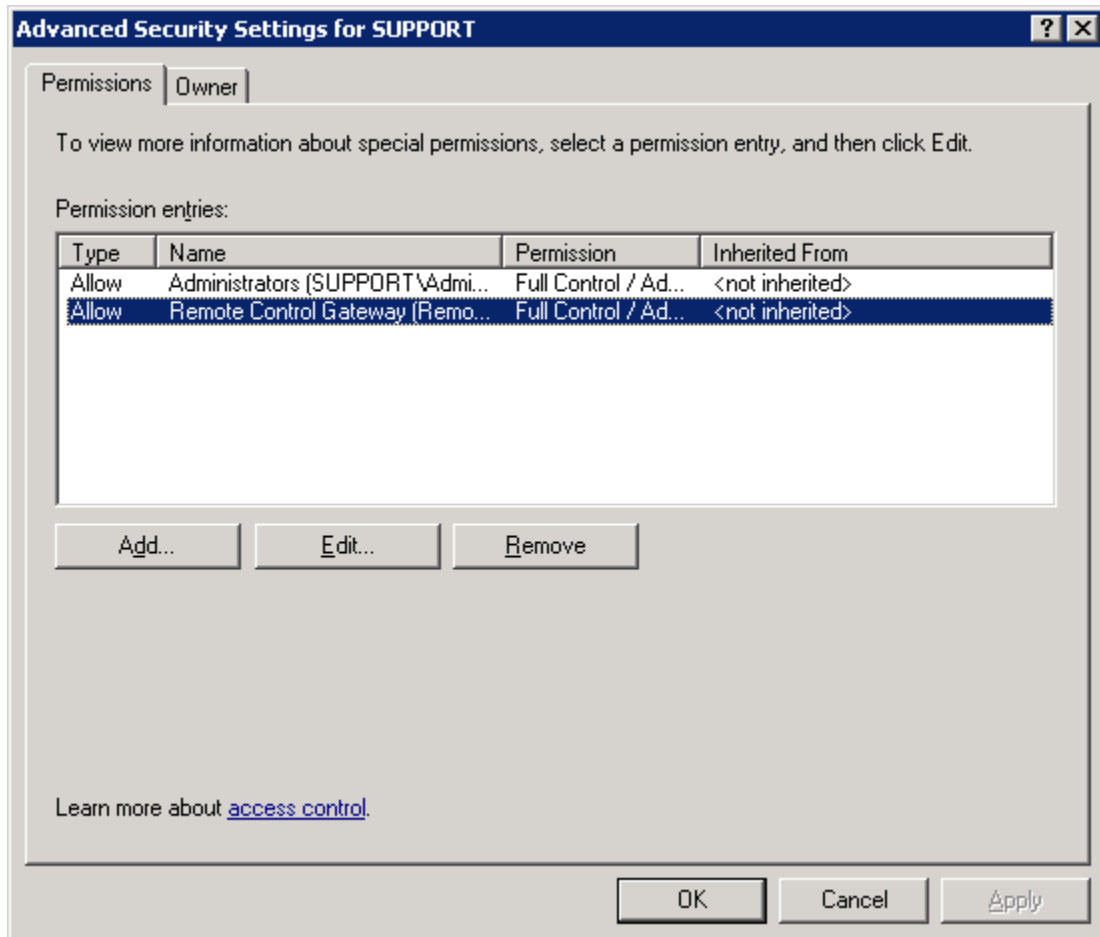 Advanced Security Settings for SUPPORT
Permissions Owner
To view more information about special permissions, select a permission entry, and then click Edit.
Permission entries:
Type Name Permission Inherited From
Allow Administrators (SUPPORT\Admi... Full Control / Ad... <not inherited>
Allow Remote Control Gateway (Remo... Full Control / Ad... <not inherited>
Add... Edit... Remove
Learn more about access control.
OK Cancel Apply